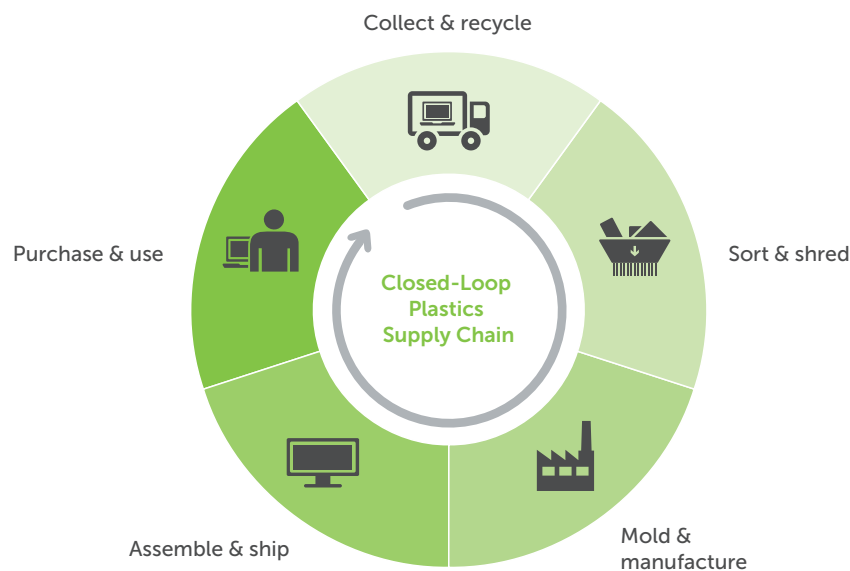 Collect & recycle
Sort & shred
Mold &
manufacture
Assemble & ship
Purchase & use
Closed-Loop
Plastics
Supply Chain